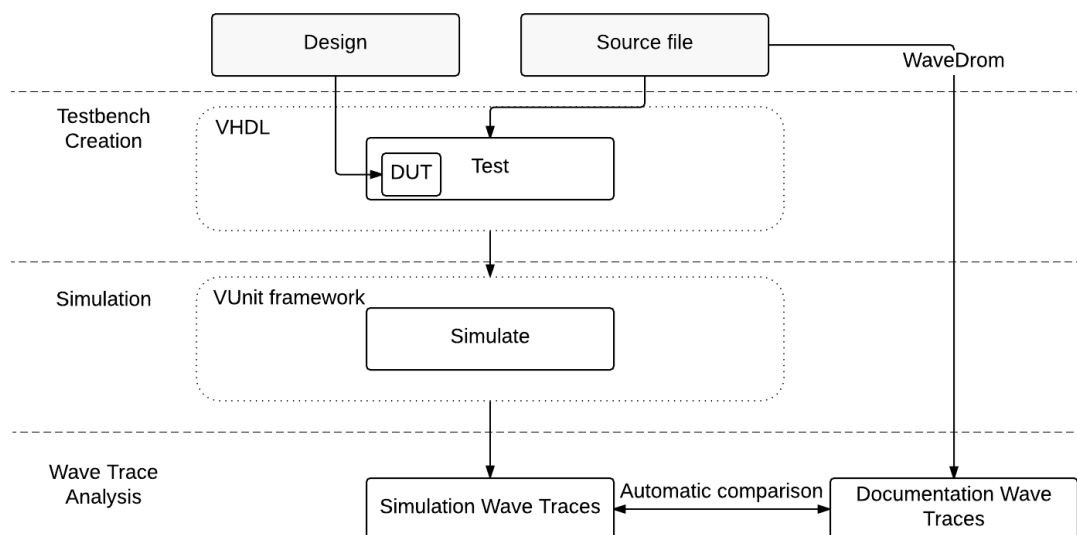 Design
Source file
WaveDrom
Testbench
Creation
VHDL
DUT
Test
Simulation
VUnit framework
Simulate
Wave Trace
Analysis
Simulation Wave Traces
Automatic comparison
Documentation Wave
Traces